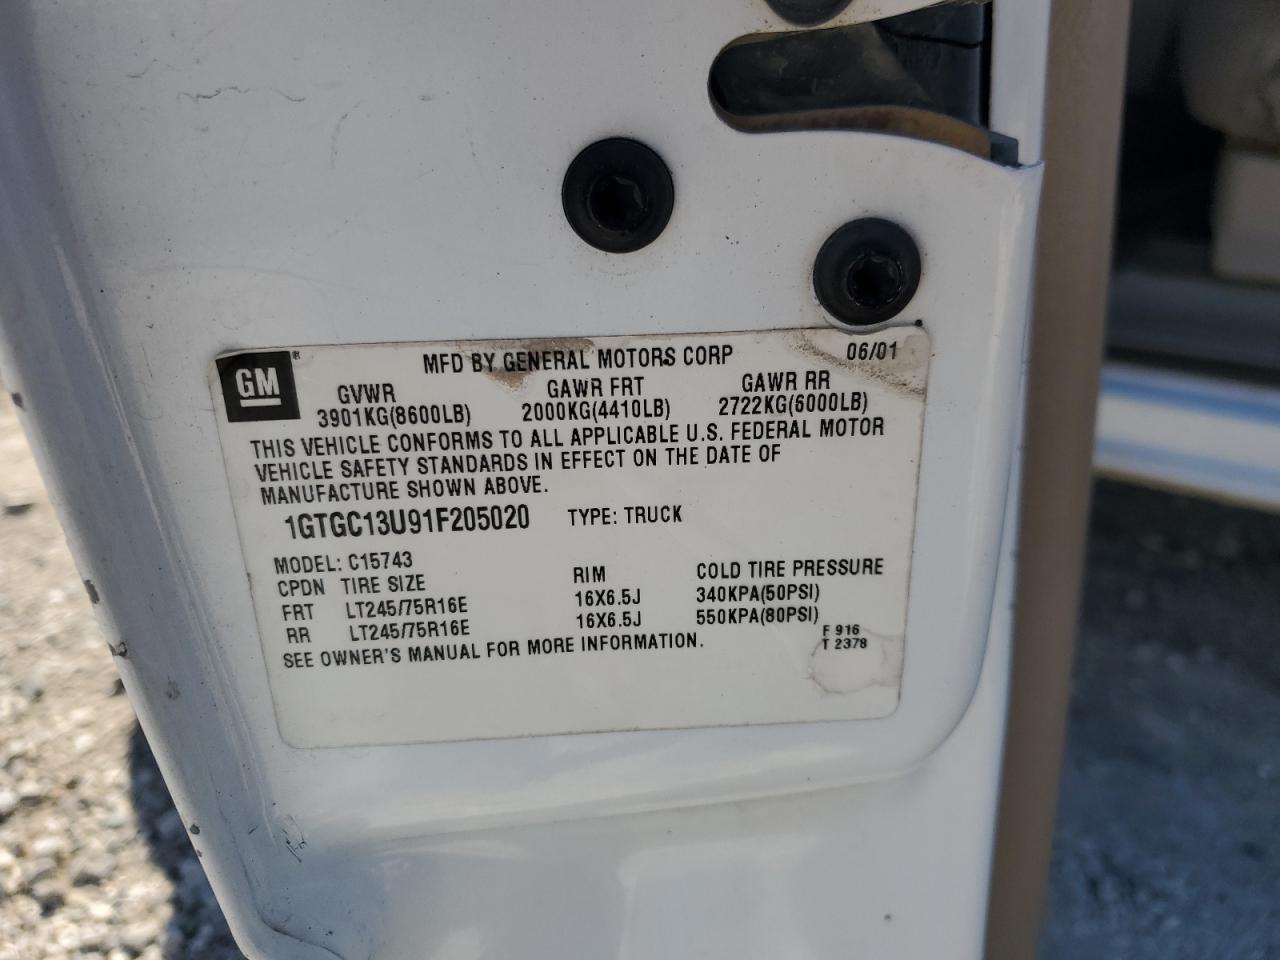 GM ® MFD BY GENERAL MOTORS CORP 06/01
GVWR GAWR FRT GAWR RR
3901KG(8600LB) 2000KG(4410LB) 2722KG(6000LB)
THIS VEHICLE CONFORMS TO ALL APPLICABLE U.S. FEDERAL MOTOR
VEHICLE SAFETY STANDARDS IN EFFECT ON THE DATE OF
MANUFACTURE SHOWN ABOVE.
1GTGC13U91F205020 TYPE: TRUCK
MODEL: C15743
CPDN TIRE SIZE RIM COLD TIRE PRESSURE
FRT LT245/75R16E 16X6.5J 340KPA(50PSI)
RR LT245/75R16E 16X6.5J 550KPA(80PSI)
SEE OWNER'S MANUAL FOR MORE INFORMATION.
F 916
T 2378